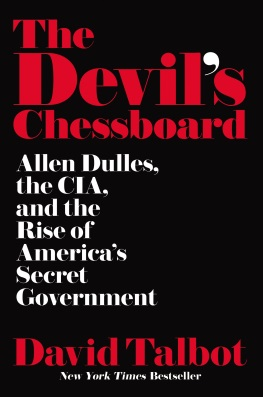 The
Devil's
Chessboard
Allen Dulles,
the CIA,
and the
Rise of
America's
Secret
Government
David Talbot
New York Times Bestseller